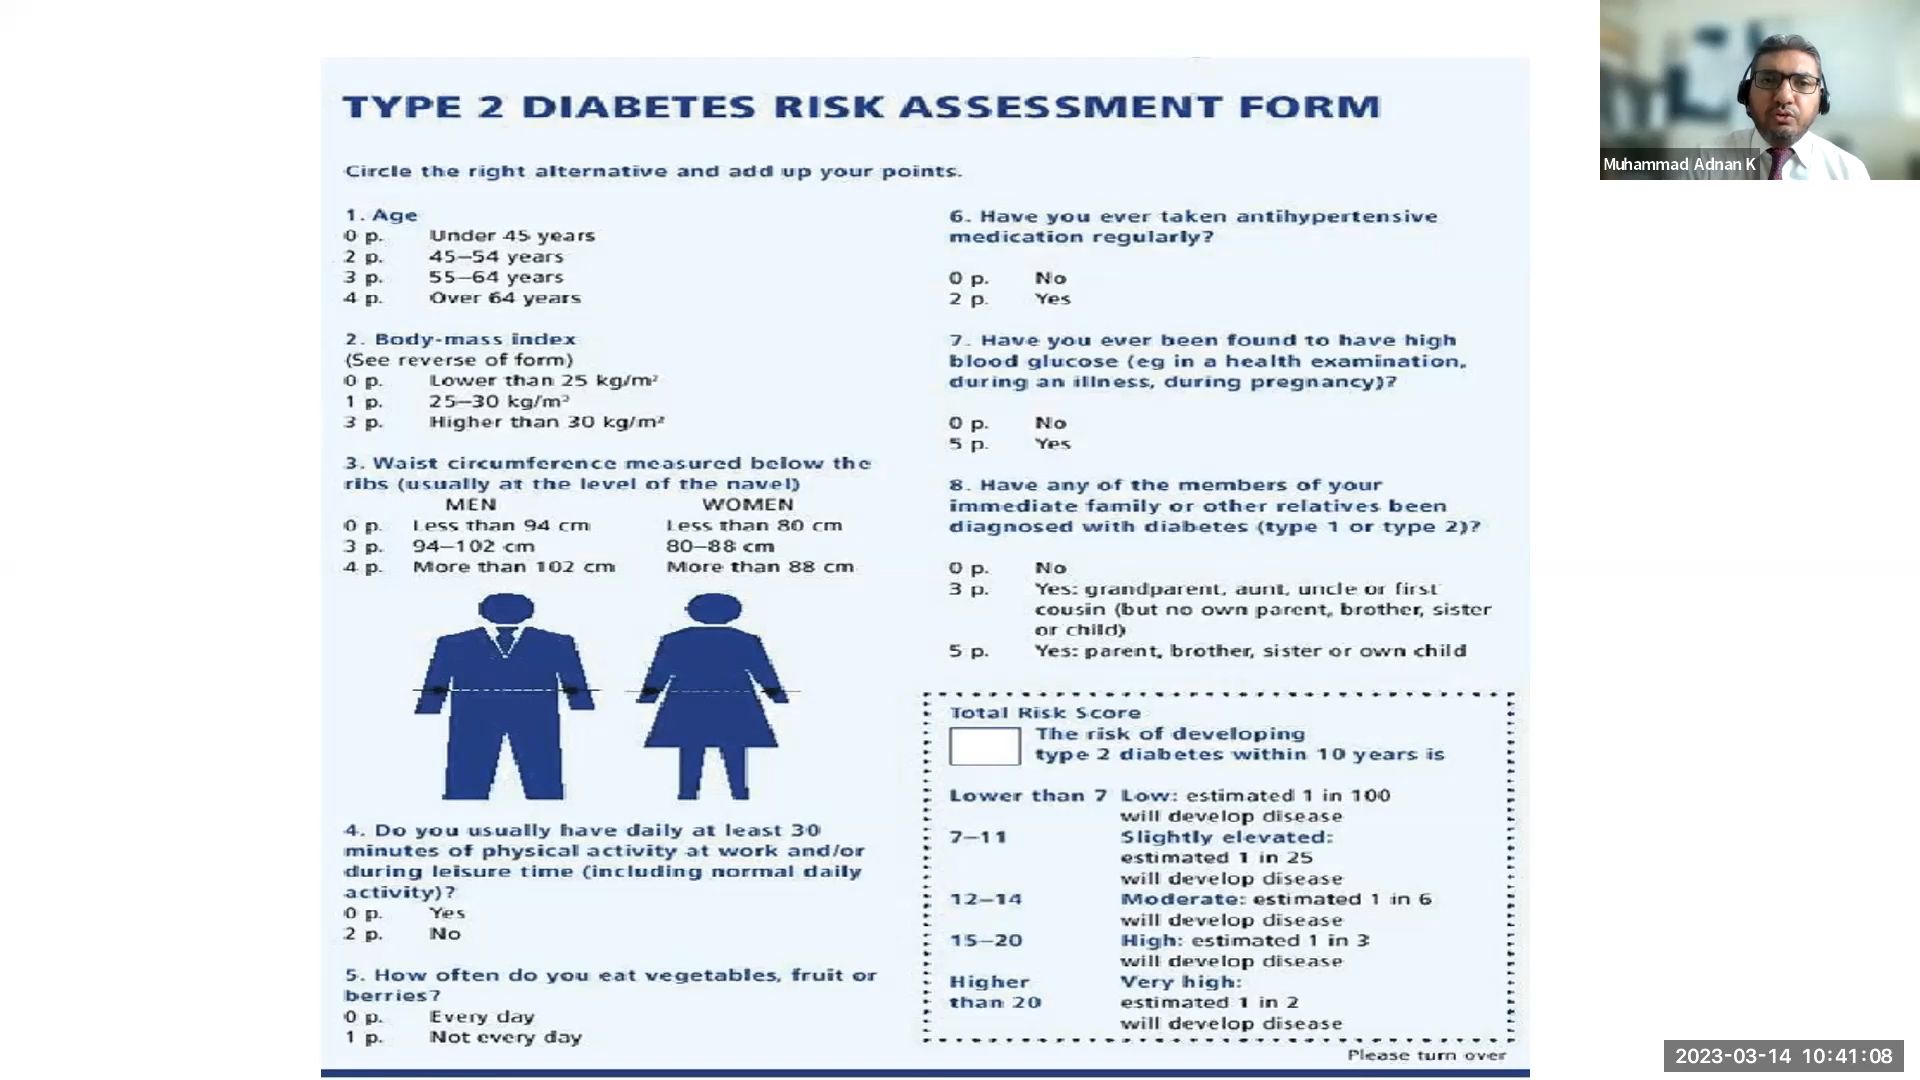 TYPE 2 DIABETES RISK ASSESSMENT FORM
Circle the right alternative and add up your points.
1. Age
0 p. Under 45 years
2 p. 45–54 years
3 p. 55–64 years
4 p. Over 64 years
2. Body-mass index
(See reverse of form)
0 p. Lower than 25 kg/m²
1 p. 25–30 kg/m²
3 p. Higher than 30 kg/m²
3. Waist circumference measured below the
ribs (usually at the level of the navel)
MEN WOMEN
0 p. Less than 94 cm Less than 80 cm
3 p. 94–102 cm 80–88 cm
4 p. More than 102 cm More than 88 cm
4. Do you usually have daily at least 30
minutes of physical activity at work and/or
during leisure time (including normal daily
activity)?
0 p. Yes
2 p. No
5. How often do you eat vegetables, fruit or
berries?
0 p. Every day
1 p. Not every day
6. Have you ever taken antihypertensive
medication regularly?
0 p. No
2 p. Yes
7. Have you ever been found to have high
blood glucose (eg in a health examination,
during an illness, during pregnancy)?
0 p. No
5 p. Yes
8. Have any of the members of your
immediate family or other relatives been
diagnosed with diabetes (type 1 or type 2)?
0 p. No
3 p. Yes: grandparent, aunt, uncle or first
cousin (but no own parent, brother, sister
or child)
5 p. Yes: parent, brother, sister or own child
Total Risk Score
The risk of developing
type 2 diabetes within 10 years is
Lower than 7 Low: estimated 1 in 100
will develop disease
7–11 Slightly elevated:
estimated 1 in 25
will develop disease
12–14 Moderate: estimated 1 in 6
will develop disease
15–20 High: estimated 1 in 3
will develop disease
Higher Very high:
than 20 estimated 1 in 2
will develop disease
Please turn over
Muhammad Adnan K
2023-03-14 10:41:08